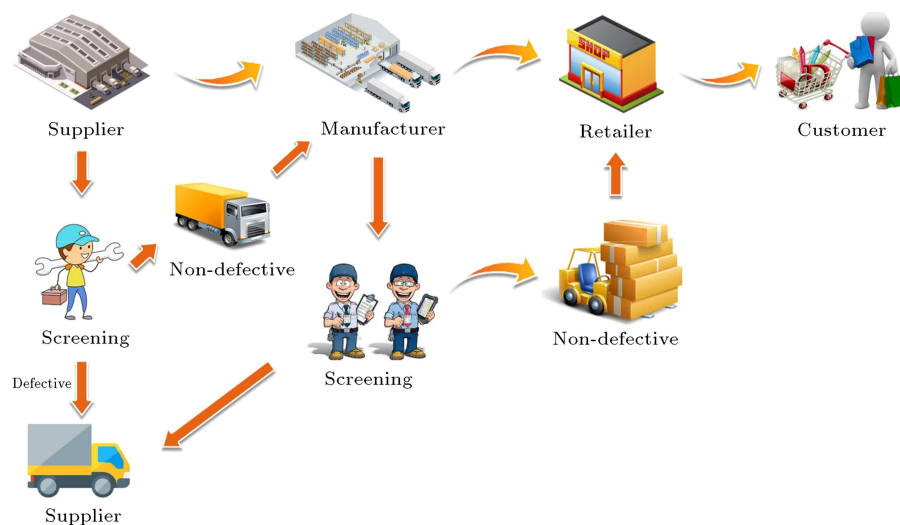 SHOP
Supplier
Manufacturer
Retailer
Customer
Non-defective
Screening
Non-defective
Screening
Defective
Supplier